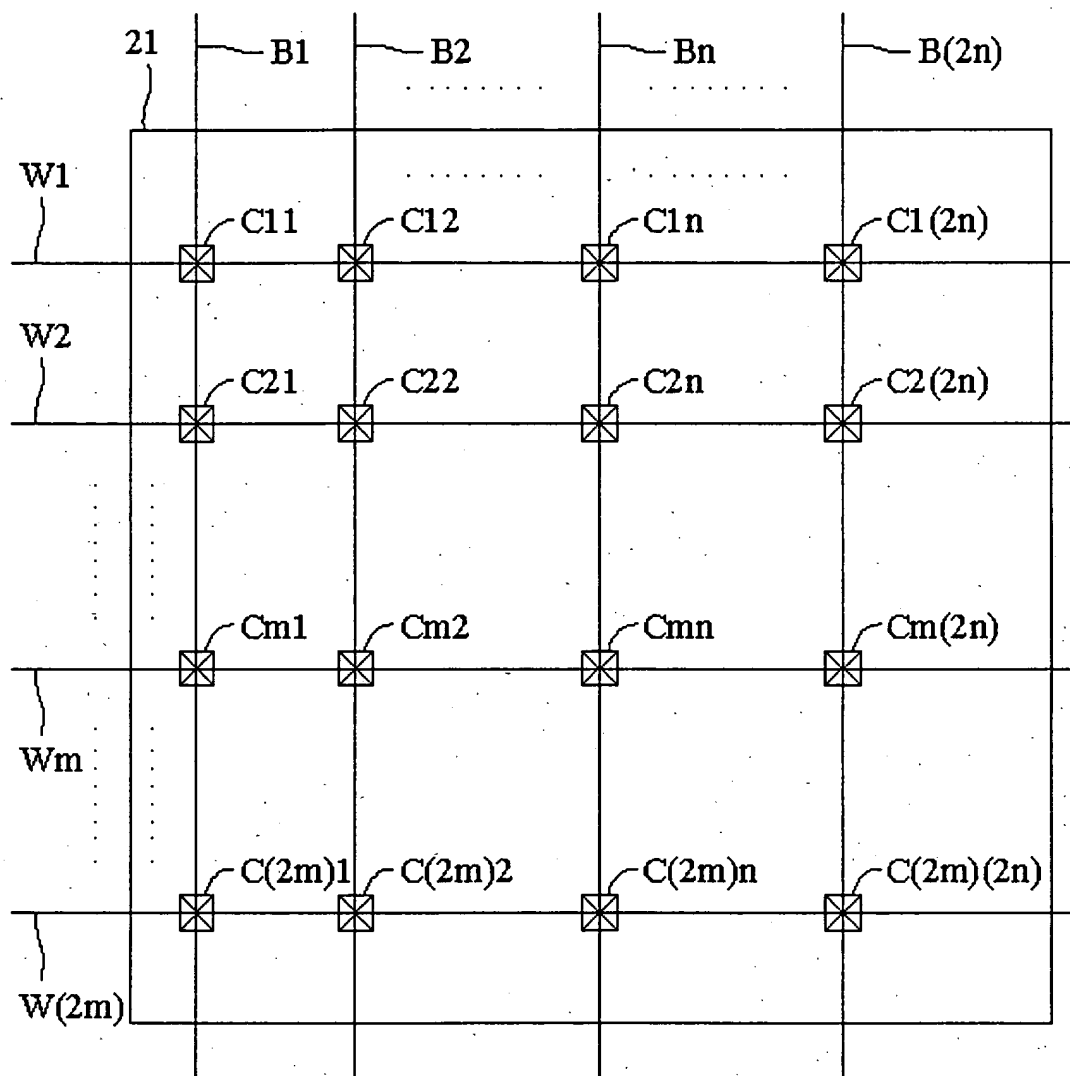 21 B1 B2 Bn B(2n)
W1
C11 C12 C1n C1(2n)
W2
C21 C22 C2n C2(2n)
Cm1 Cm2 Cmn Cm(2n)
Wm
C(2m)1 C(2m)2 C(2m)n C(2m)(2n)
W(2m)